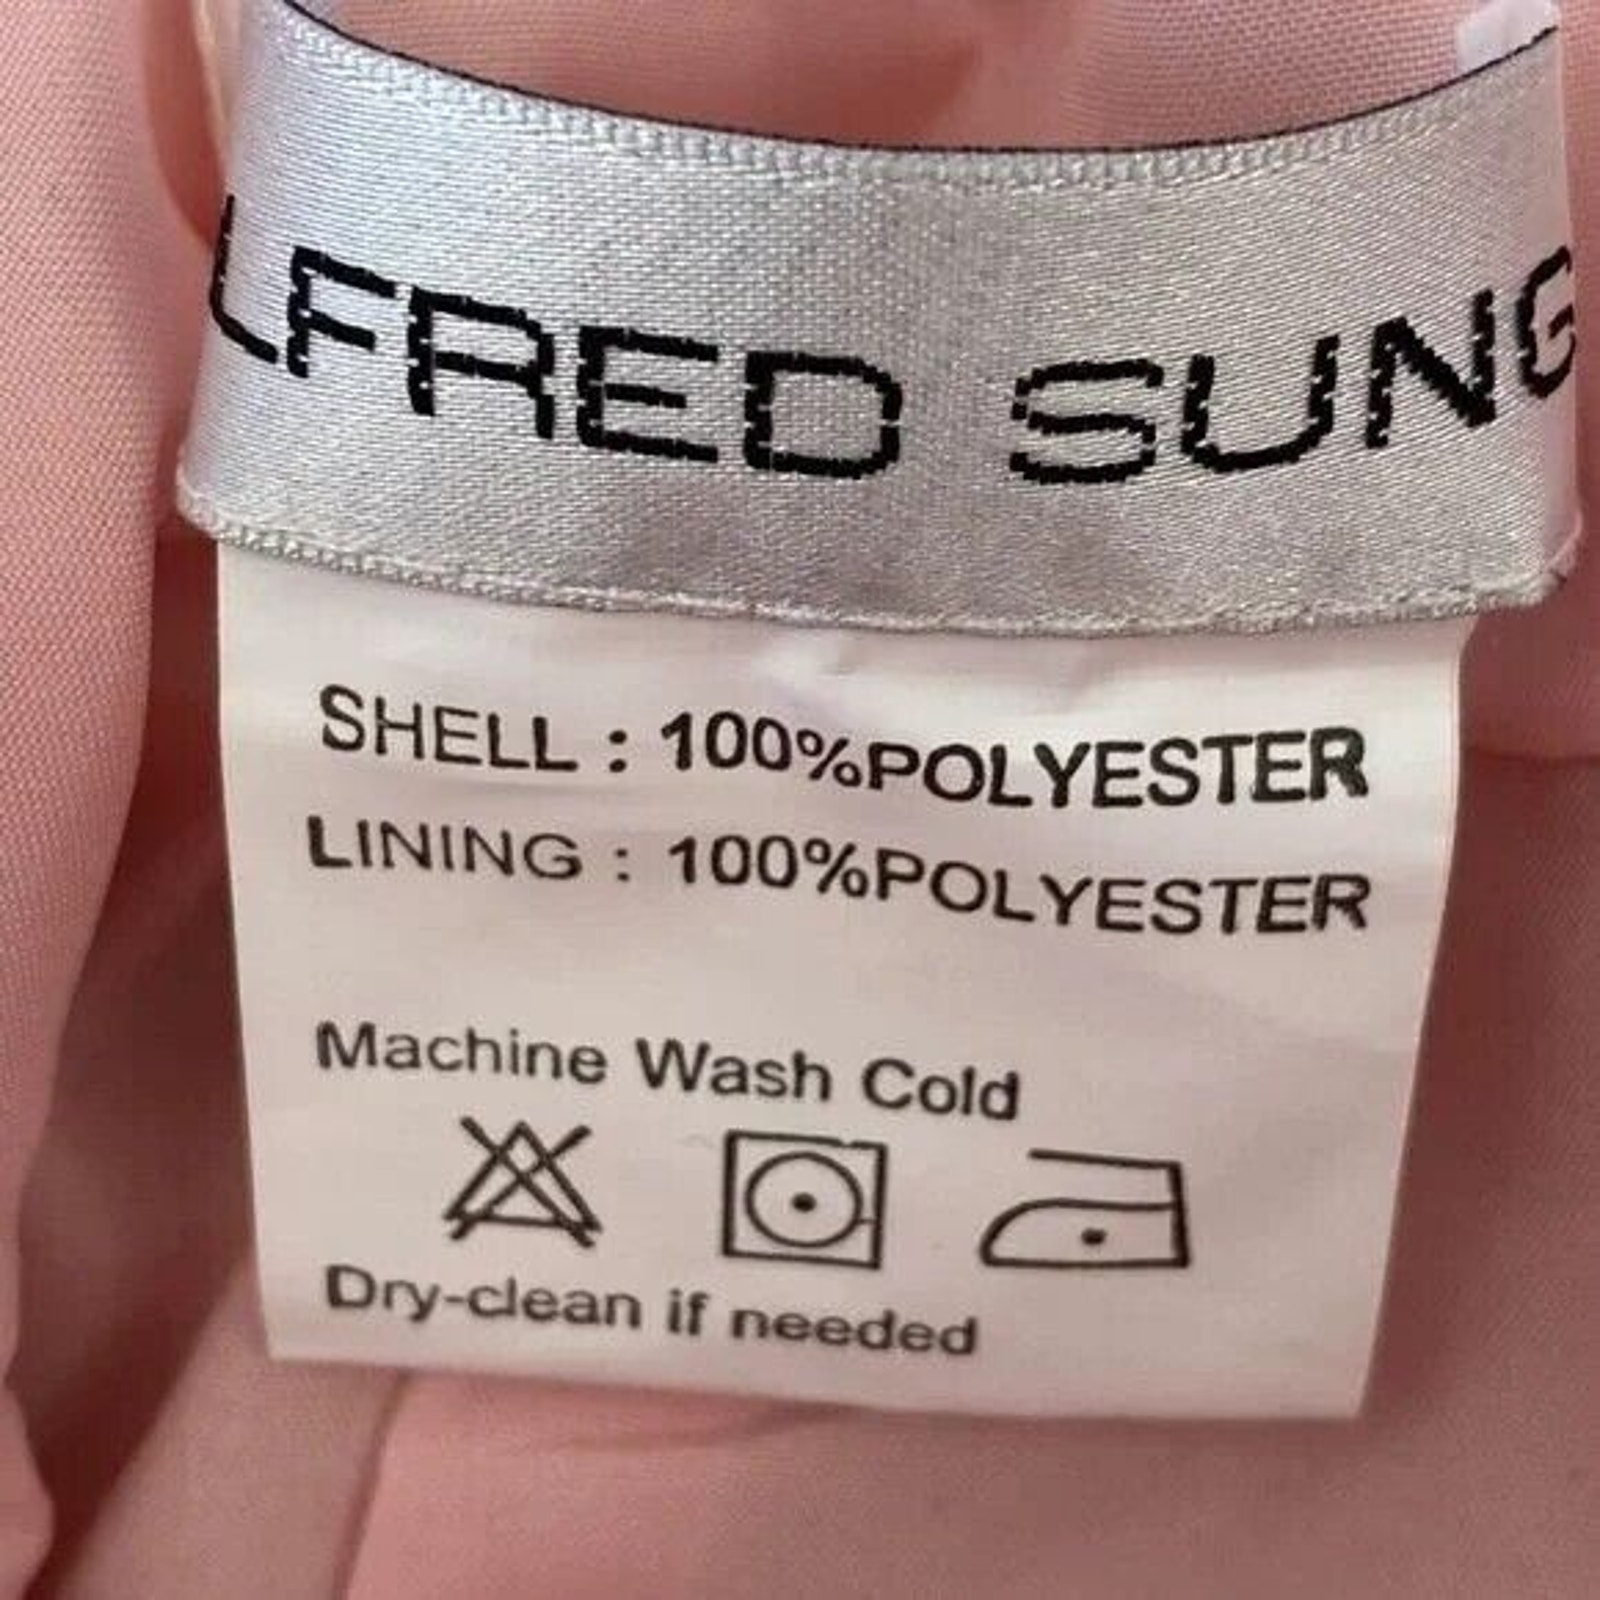 LFRED SUNG
SHELL : 100%POLYESTER
LINING : 100%POLYESTER
Machine Wash Cold
Dry-clean if needed